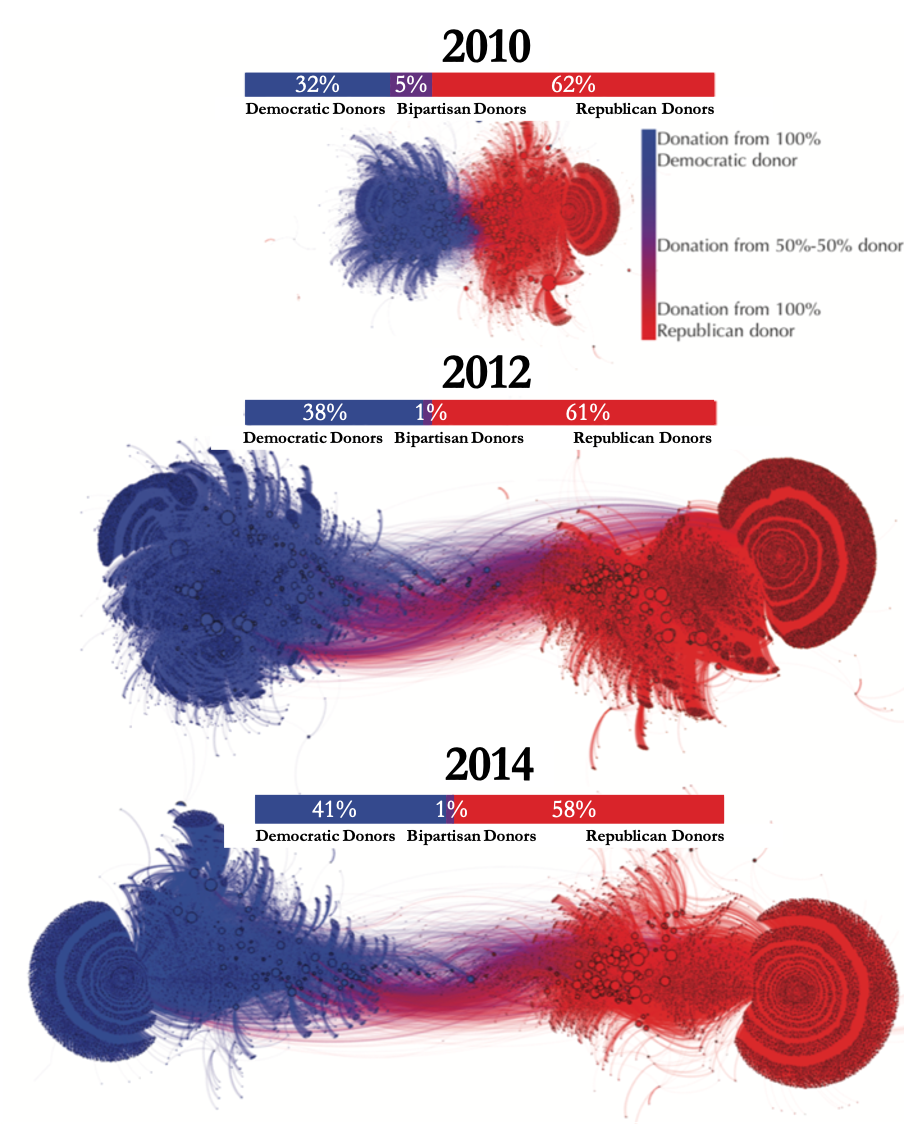 2010
32% 5% 62%
Democratic Donors Bipartisan Donors Republican Donors
Donation from 100%
Democratic donor
Donation from 50%-50% donor
Donation from 100%
Republican donor
2012
38% 1% 61%
Democratic Donors Bipartisan Donors Republican Donors
2014
41% 1% 58%
Democratic Donors Bipartisan Donors Republican Donors